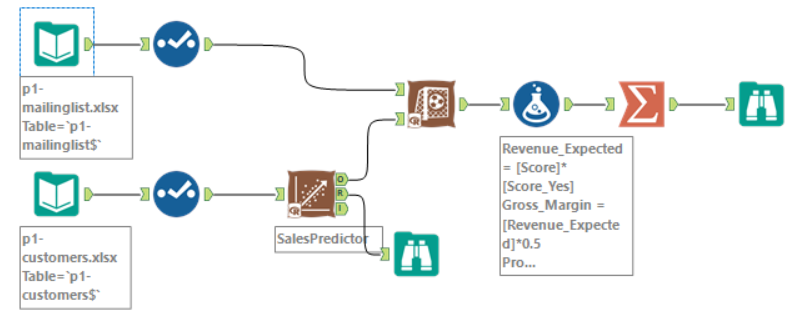 p1-
mailinglist.xlsx
Table=`p1-
mailinglist$`
p1-
customers.xlsx
Table=`p1-
customers$`
O
R
I
R
SalesPredictor
R
Revenue_Expected
= [Score]*
[Score_Yes]
Gross_Margin =
[Revenue_Expecte
d]*0.5
Pro...